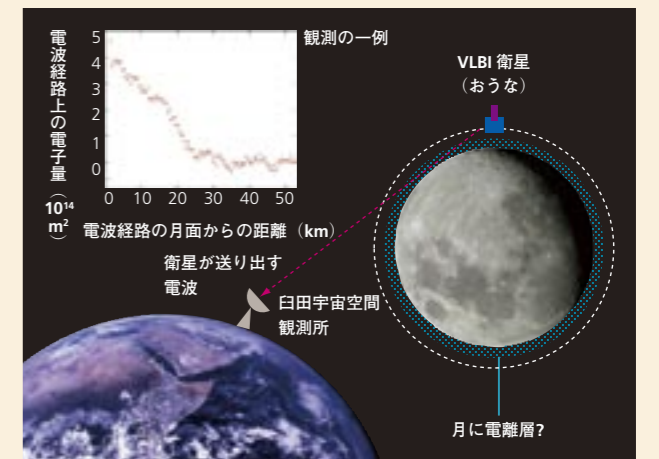 観測の一例
電波経路上の電子量（10¹⁴ m²）
5
4
3
2
1
0
0 10 20 30 40 50
電波経路の月面からの距離（km）
VLBI 衛星
（おうな）
衛星が送り出す
電波
臼田宇宙空間
観測所
月に電離層?